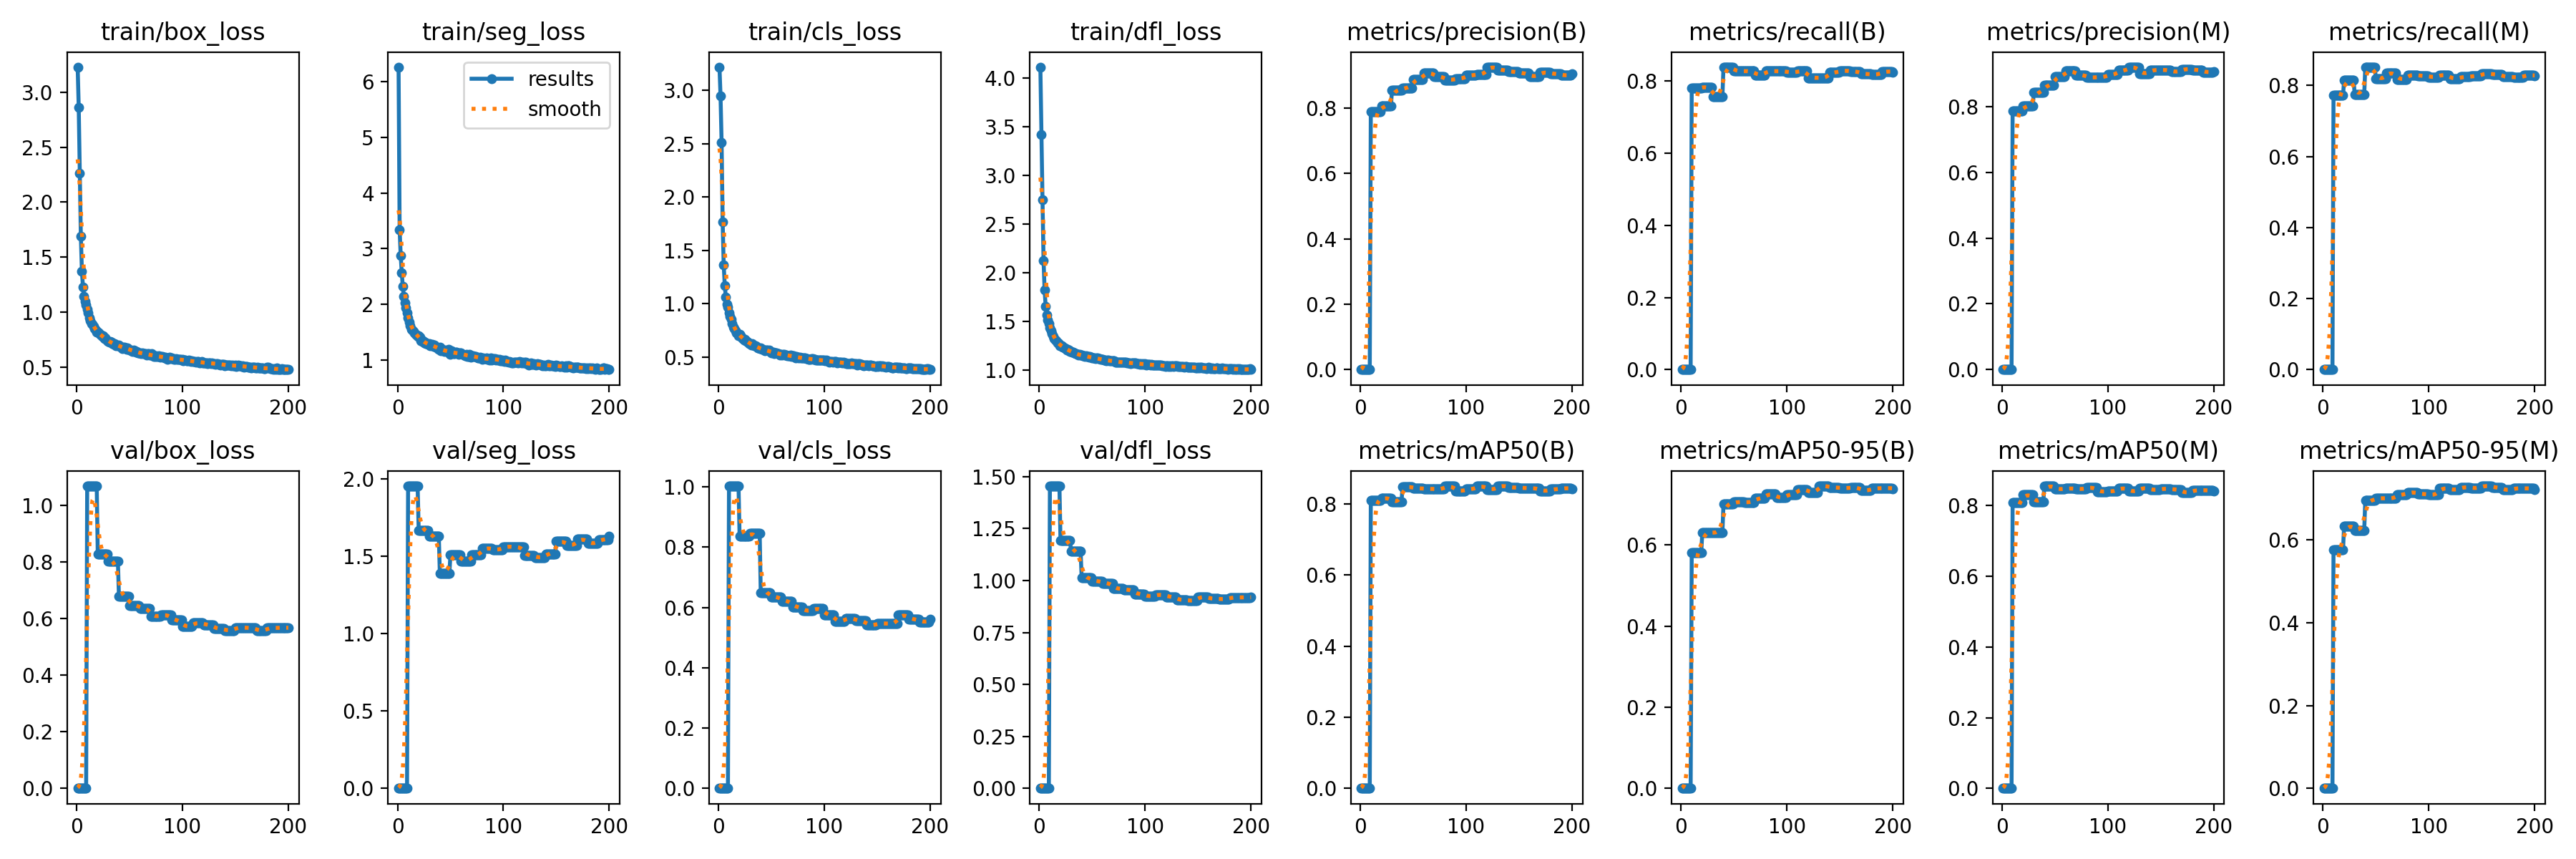 train/box_loss
train/seg_loss
train/cls_loss
train/dfl_loss
metrics/precision(B)
metrics/recall(B)
metrics/precision(M)
metrics/recall(M)
3.0
2.5
2.0
1.5
1.0
0.5
0 100 200
results
smooth
6
5
4
3
2
1
0 100 200
3.0
2.5
2.0
1.5
1.0
0.5
0 100 200
4.0
3.5
3.0
2.5
2.0
1.5
1.0
0 100 200
0.8
0.6
0.4
0.2
0.0
0 100 200
0.8
0.6
0.4
0.2
0.0
0 100 200
0.8
0.6
0.4
0.2
0.0
0 100 200
0.8
0.6
0.4
0.2
0.0
0 100 200
val/box_loss
val/seg_loss
val/cls_loss
val/dfl_loss
metrics/mAP50(B)
metrics/mAP50-95(B)
metrics/mAP50(M)
metrics/mAP50-95(M)
1.0
0.8
0.6
0.4
0.2
0.0
0 100 200
2.0
1.5
1.0
0.5
0.0
0 100 200
1.0
0.8
0.6
0.4
0.2
0.0
0 100 200
1.50
1.25
1.00
0.75
0.50
0.25
0.00
0 100 200
0.8
0.6
0.4
0.2
0.0
0 100 200
0.6
0.4
0.2
0.0
0 100 200
0.8
0.6
0.4
0.2
0.0
0 100 200
0.6
0.4
0.2
0.0
0 100 200